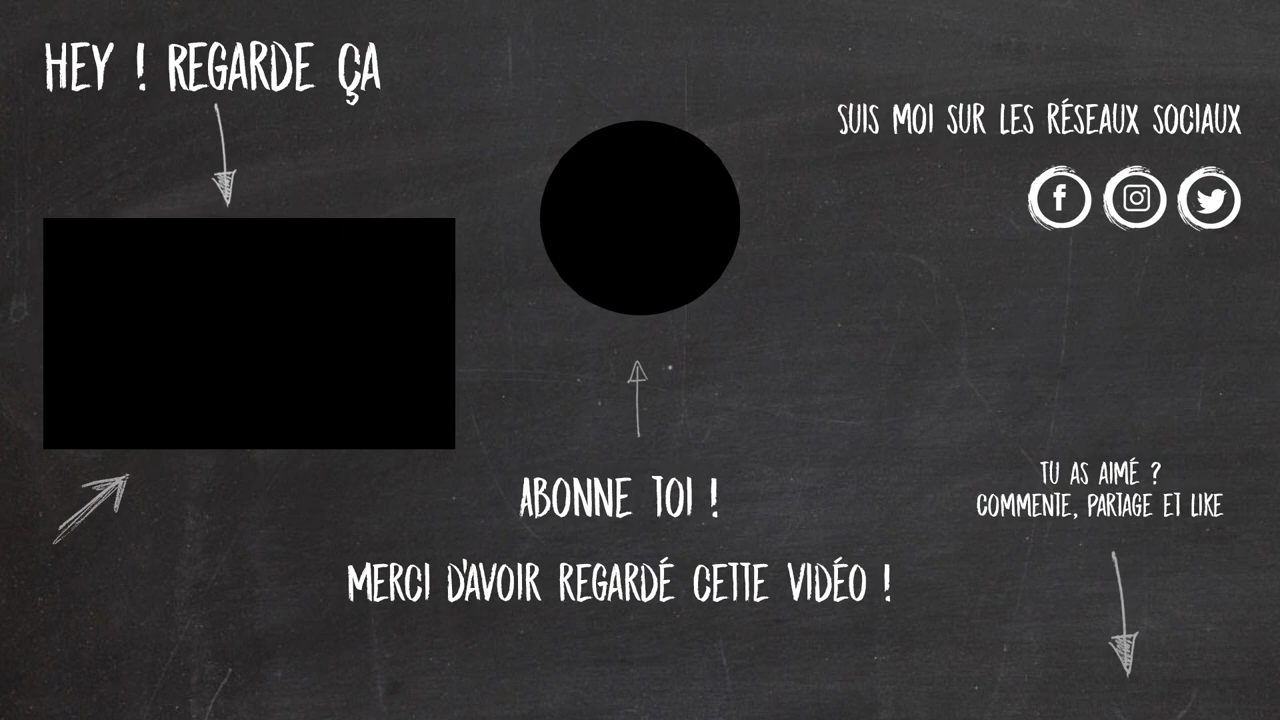 HEY ! REGARDE ÇA
SUIS MOI SUR LES RÉSEAUX SOCIAUX
ABONNE TOI !
TU AS AIMÉ ?
COMMENTE, PARTAGE ET LIKE
MERCI D'AVOIR REGARDÉ CETTE VIDÉO !